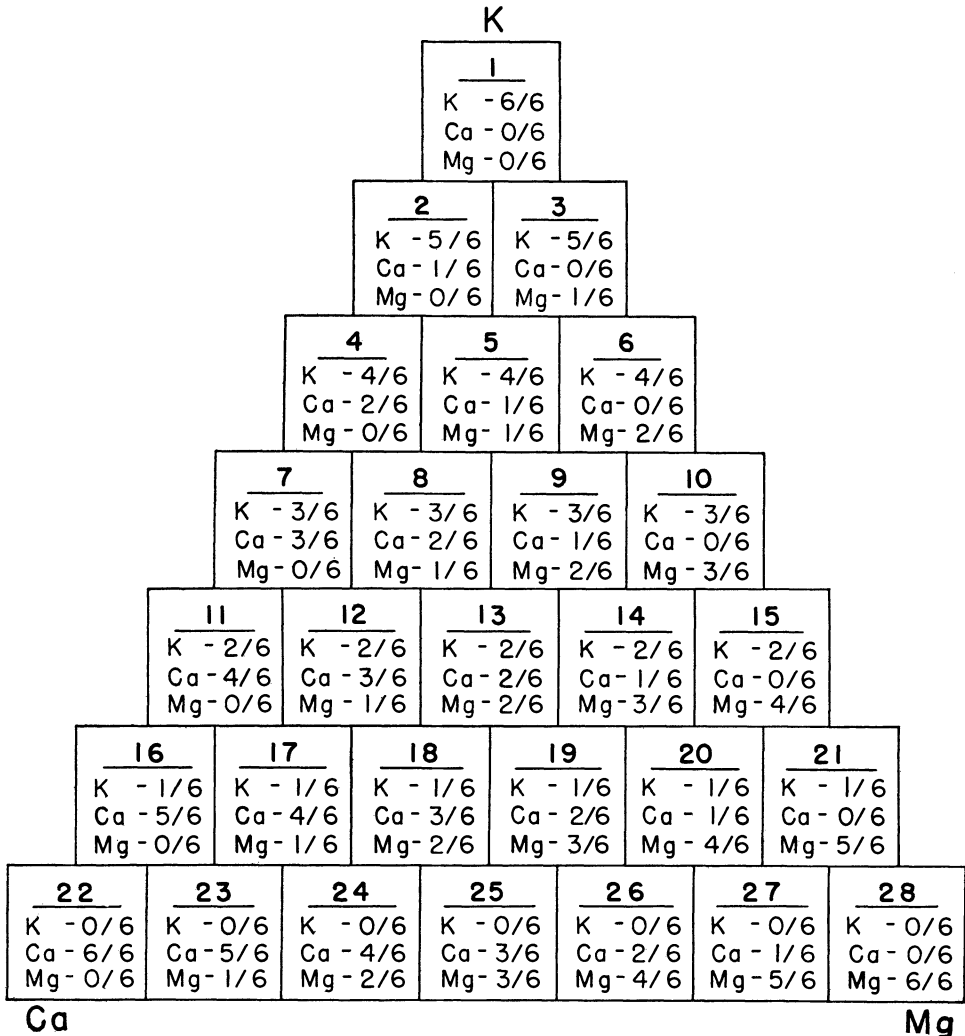 K
1
K - 6/6
Ca - 0/6
Mg - 0/6
2 3
K - 5/6 K - 5/6
Ca - 1/6 Ca - 0/6
Mg - 0/6 Mg - 1/6
4 5 6
K - 4/6 K - 4/6 K - 4/6
Ca - 2/6 Ca - 1/6 Ca - 0/6
Mg - 0/6 Mg - 1/6 Mg - 2/6
7 8 9 10
K - 3/6 K - 3/6 K - 3/6 K - 3/6
Ca - 3/6 Ca - 2/6 Ca - 1/6 Ca - 0/6
Mg - 0/6 Mg - 1/6 Mg - 2/6 Mg - 3/6
11 12 13 14 15
K - 2/6 K - 2/6 K - 2/6 K - 2/6 K - 2/6
Ca - 4/6 Ca - 3/6 Ca - 2/6 Ca - 1/6 Ca - 0/6
Mg - 0/6 Mg - 1/6 Mg - 2/6 Mg - 3/6 Mg - 4/6
16 17 18 19 20 21
K - 1/6 K - 1/6 K - 1/6 K - 1/6 K - 1/6 K - 1/6
Ca - 5/6 Ca - 4/6 Ca - 3/6 Ca - 2/6 Ca - 1/6 Ca - 0/6
Mg - 0/6 Mg - 1/6 Mg - 2/6 Mg - 3/6 Mg - 4/6 Mg - 5/6
22 23 24 25 26 27 28
K - 0/6 K - 0/6 K - 0/6 K - 0/6 K - 0/6 K - 0/6 K - 0/6
Ca - 6/6 Ca - 5/6 Ca - 4/6 Ca - 3/6 Ca - 2/6 Ca - 1/6 Ca - 0/6
Mg - 0/6 Mg - 1/6 Mg - 2/6 Mg - 3/6 Mg - 4/6 Mg - 5/6 Mg - 6/6
Ca Mg